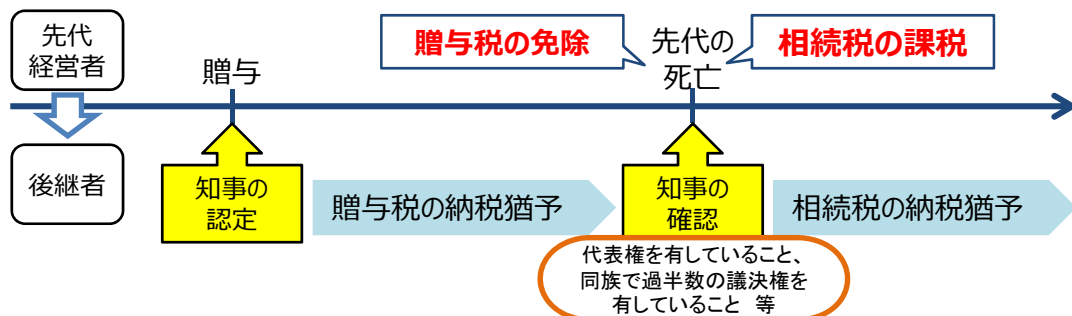 先代
経営者
後継者
贈与
贈与税の免除
先代の
死亡
相続税の課税
知事の
認定
贈与税の納税猶予
知事の
確認
相続税の納税猶予
代表権を有していること、
同族で過半数の議決権を
有していること 等